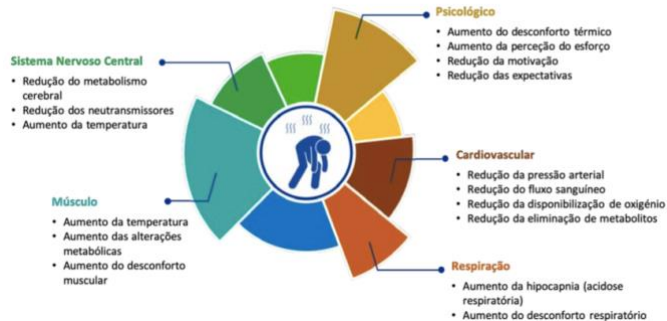 Psicológico
• Aumento do desconforto térmico
• Aumento da perceção do esforço
• Redução da motivação
• Redução das expectativas
Sistema Nervoso Central
• Redução do metabolismo
cerebral
• Redução dos neutransmissores
• Aumento da temperatura
Cardiovascular
• Redução da pressão arterial
• Redução do fluxo sanguíneo
• Redução da disponibilização de oxigénio
• Redução da eliminação de metabolitos
Músculo
• Aumento da temperatura
• Aumento das alterações
metabólicas
• Aumento do desconforto
muscular
Respiração
• Aumento da hipocapnia (acidose
respiratória)
• Aumento do desconforto respiratório